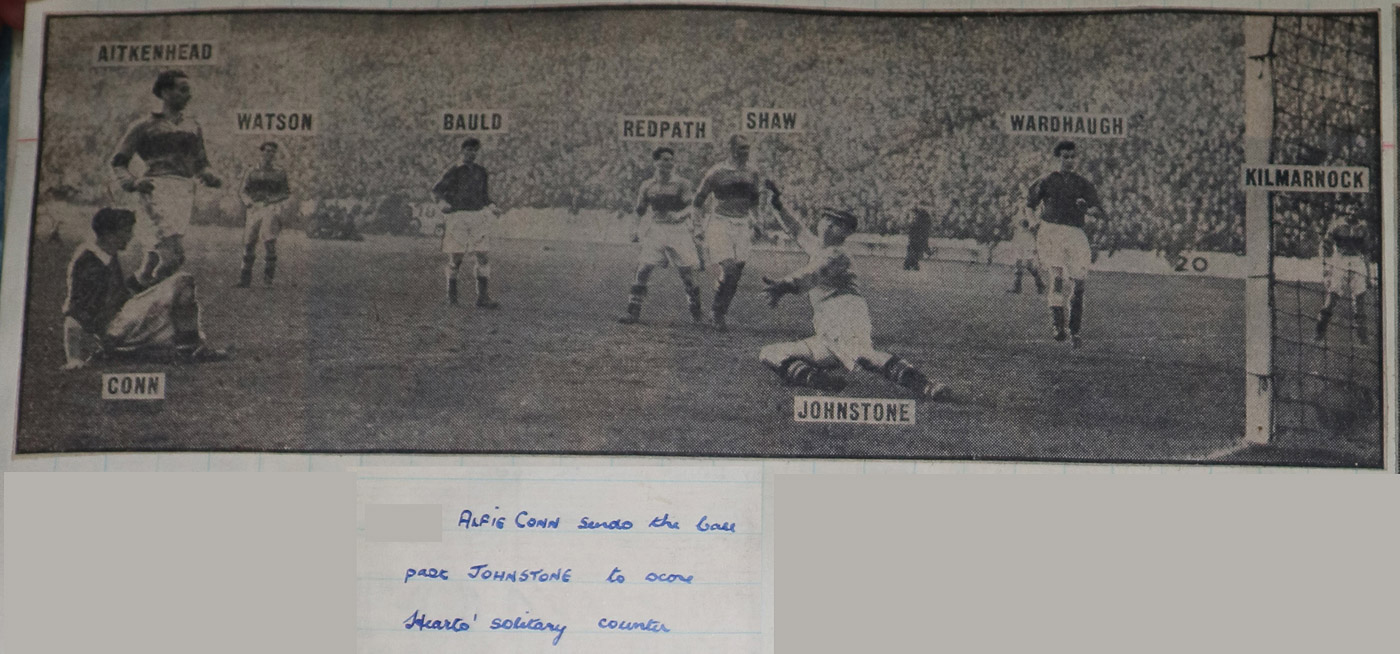 AITKENHEAD
WATSON
BAULD
REDPATH
SHAW
WARDHAUGH
KILMARNOCK
18
20
CONN
JOHNSTONE
ALFIE CONN sends the ball
past JOHNSTONE to score
Hearts' solitary counter